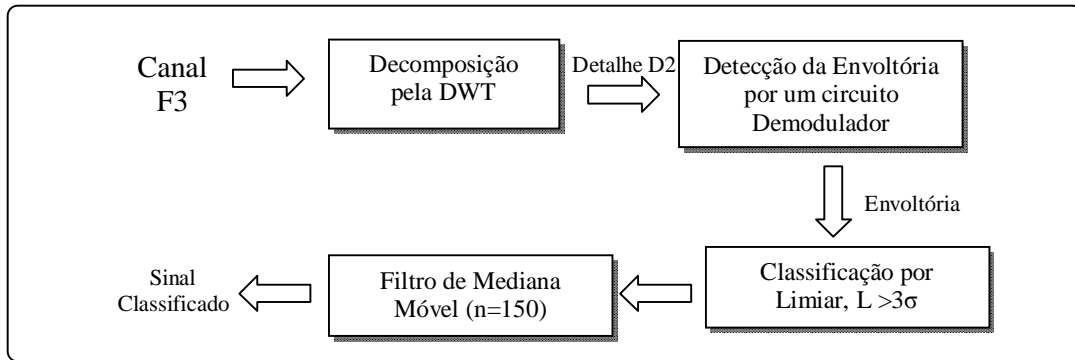 Canal
F3
Decomposição
pela DWT
Detalhe D2
Detecção da Envoltória
por um circuito
Demodulador
Envoltória
Classificação por
Limiar, L >3σ
Filtro de Mediana
Móvel (n=150)
Sinal
Classificado